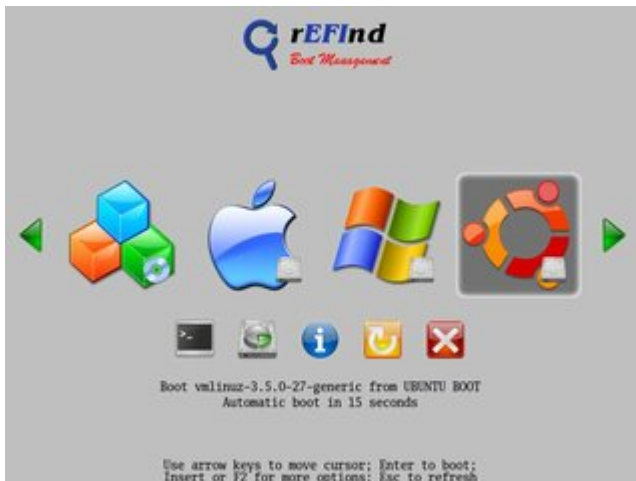 rEFInd
Boot Management
Boot vmlinuz-3.5.0-27-generic from UBUNTU BOOT
Automatic boot in 15 seconds
Use arrow keys to move cursor; Enter to boot;
Insert or F2 for more options; Esc to refresh